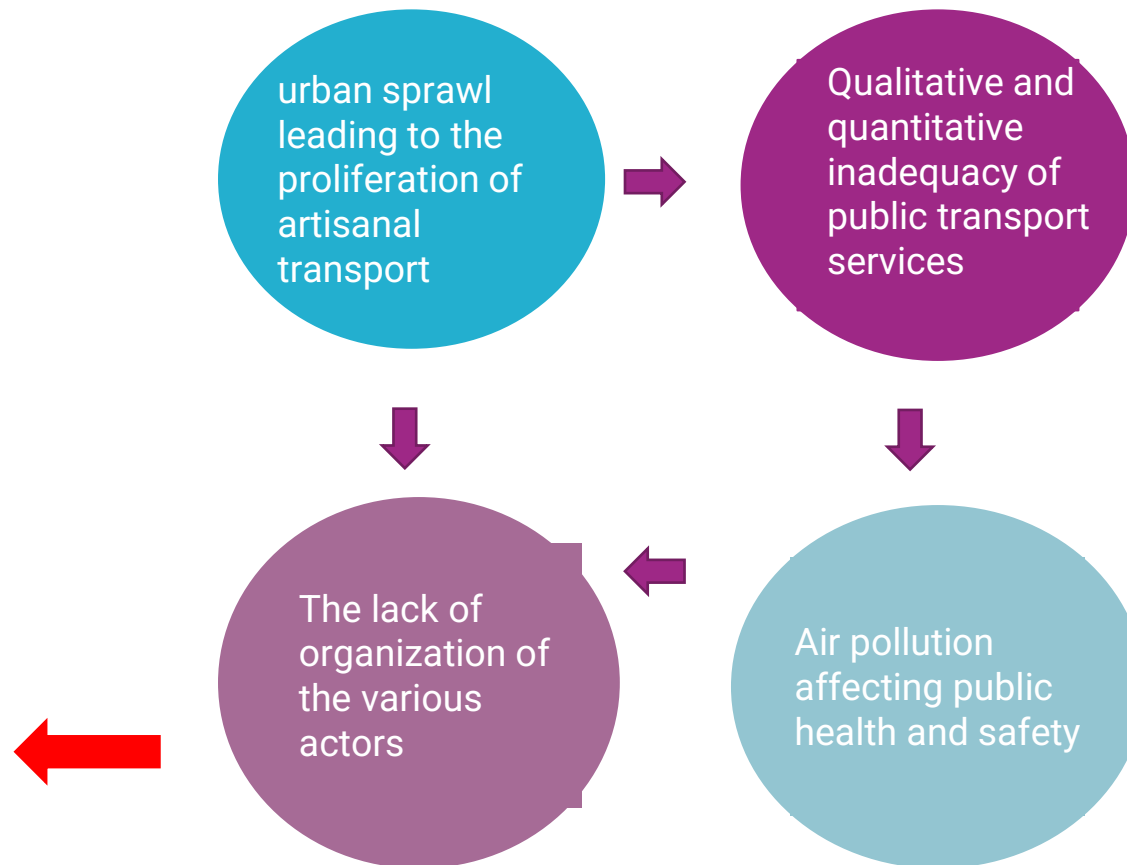 urban sprawl
leading to the
proliferation of
artisanal
transport
Qualitative and
quantitative
inadequacy of
public transport
services
The lack of
organization of
the various
actors
Air pollution
affecting public
health and safety